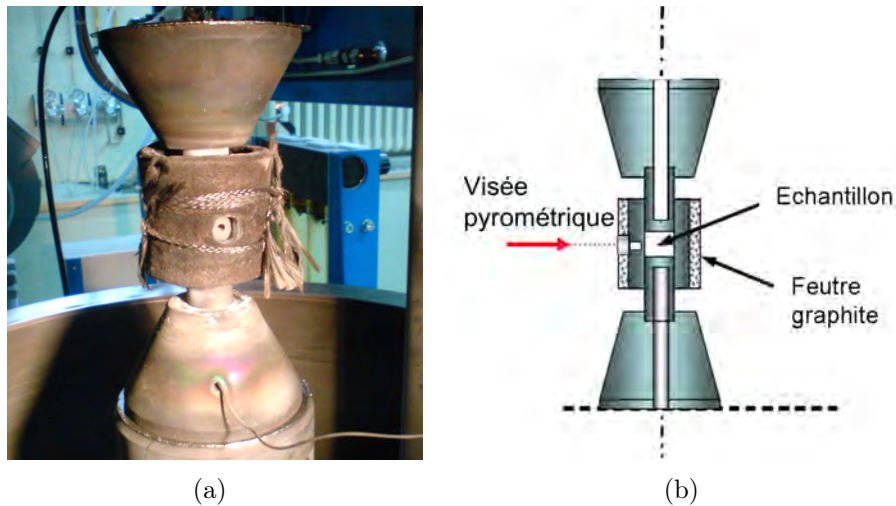 Visée
pyrométrique
Echantillon
Feutre
graphite
(a)
(b)